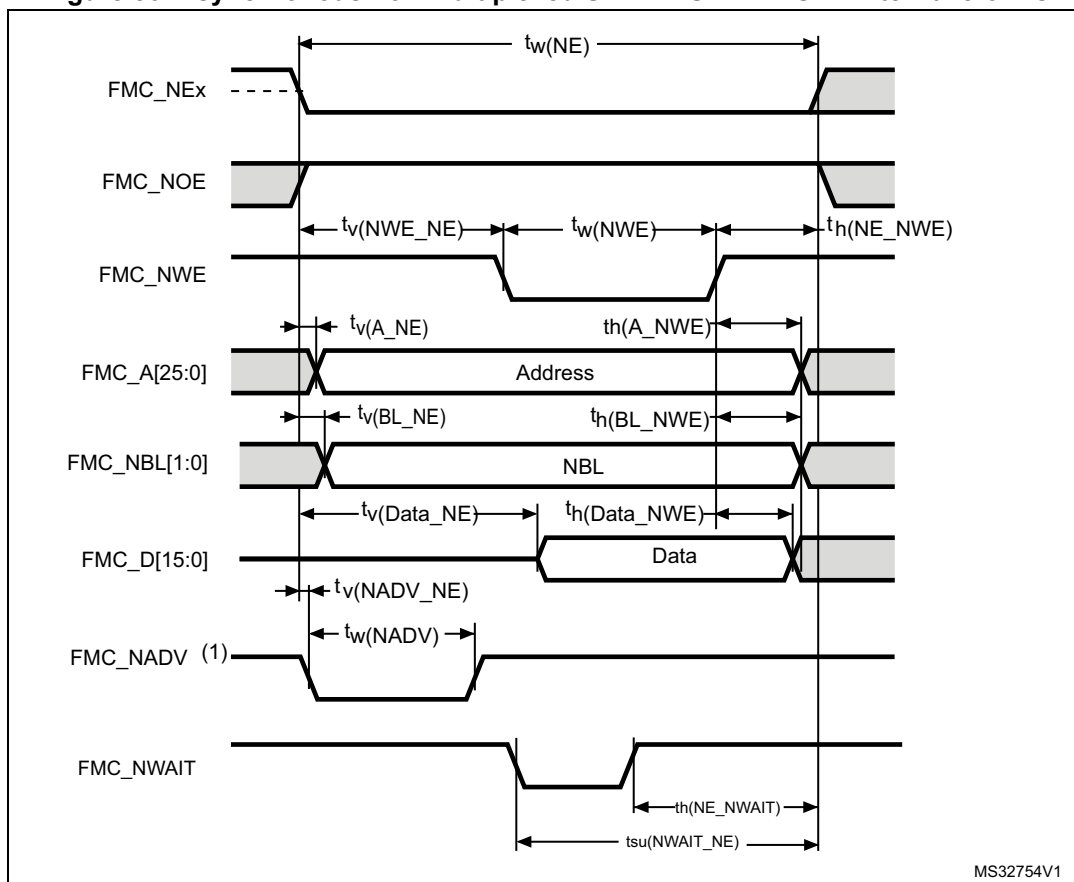 tw(NE)
FMC_NEx
FMC_NOE
tv(NWE_NE) tw(NWE) th(NE_NWE)
FMC_NWE
tv(A_NE) th(A_NWE)
FMC_A[25:0] Address
tv(BL_NE) th(BL_NWE)
FMC_NBL[1:0] NBL
tv(Data_NE) th(Data_NWE)
FMC_D[15:0] Data
tv(NADV_NE)
tw(NADV)
FMC_NADV (1)
FMC_NWAIT
th(NE_NWAIT)
tsu(NWAIT_NE)
MS32754V1